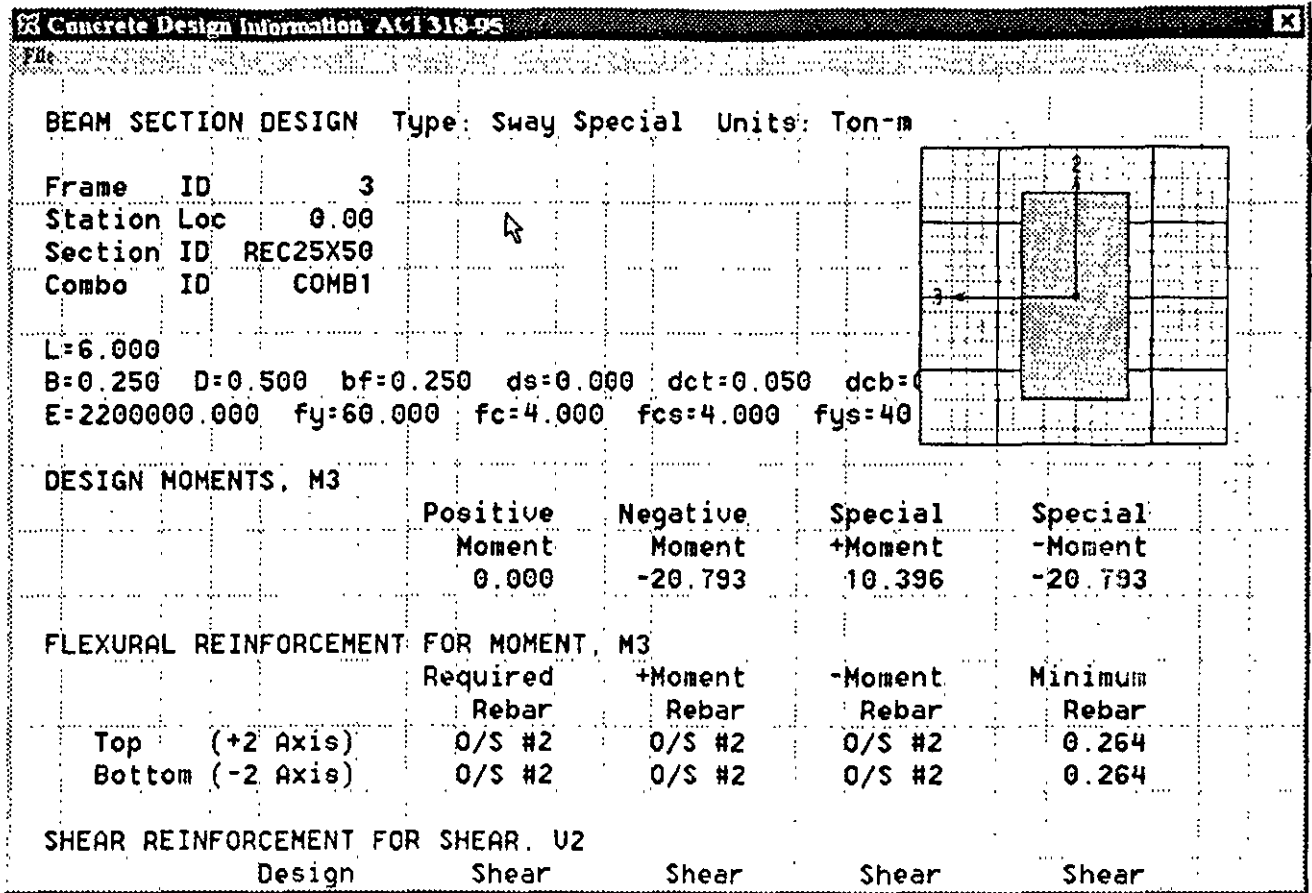 Concrete Design Information ACI 318-95
File
BEAM SECTION DESIGN Type: Sway Special Units: Ton-m
Frame ID 3
Station Loc 0.00
Section ID REC25X50
Combo ID COMB1
2
3
L=6.000
B=0.250 D=0.500 bf=0.250 ds=0.000 dct=0.050 dcb=
E=2200000.000 fy=60.000 fc=4.000 fcs=4.000 fys=40
DESIGN MOMENTS, M3
Positive Negative Special Special
Moment Moment +Moment -Moment
0.000 -20.793 10.396 -20.793
FLEXURAL REINFORCEMENT FOR MOMENT, M3
Required +Moment -Moment Minimum
Rebar Rebar Rebar Rebar
Top (+2 Axis) O/S #2 O/S #2 O/S #2 0.264
Bottom (-2 Axis) O/S #2 O/S #2 O/S #2 0.264
SHEAR REINFORCEMENT FOR SHEAR, V2
Design Shear Shear Shear Shear